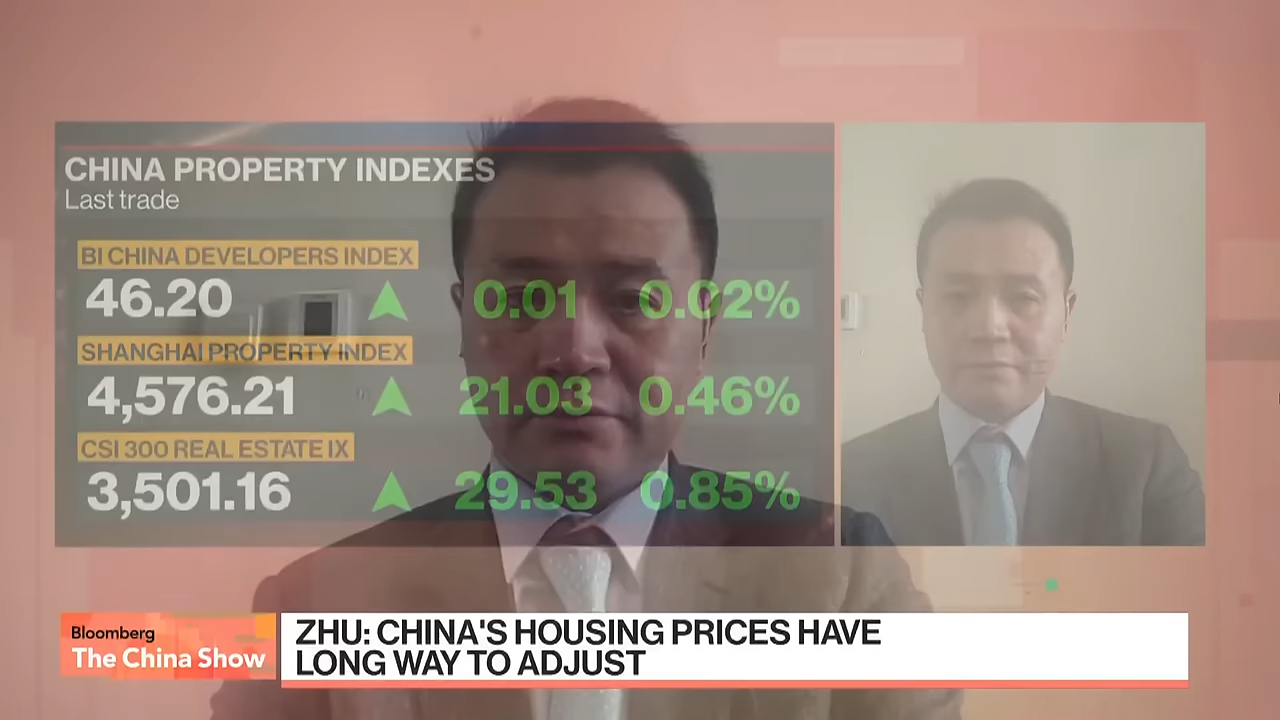 CHINA PROPERTY INDEXES
Last trade
BI CHINA DEVELOPERS INDEX
46.20 ▲ 0.01 0.02%
SHANGHAI PROPERTY INDEX
4,576.21 ▲ 21.03 0.46%
CSI 300 REAL ESTATE IX
3,501.16 ▲ 29.53 0.85%
Bloomberg
The China Show
ZHU: CHINA'S HOUSING PRICES HAVE
LONG WAY TO ADJUST